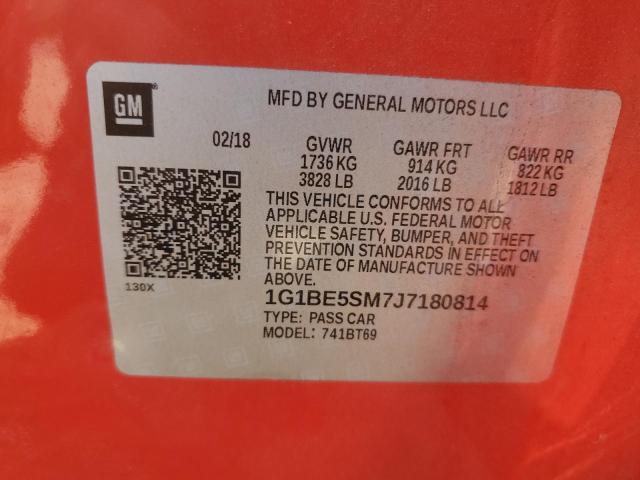 GM
®
MFD BY GENERAL MOTORS LLC
02/18 GVWR GAWR FRT GAWR RR
1736 KG 914 KG 822 KG
3828 LB 2016 LB 1812 LB
THIS VEHICLE CONFORMS TO ALL
APPLICABLE U.S. FEDERAL MOTOR
VEHICLE SAFETY, BUMPER, AND THEFT
PREVENTION STANDARDS IN EFFECT ON
THE DATE OF MANUFACTURE SHOWN
ABOVE.
130X
1G1BE5SM7J7180814
TYPE: PASS CAR
MODEL: 741BT69